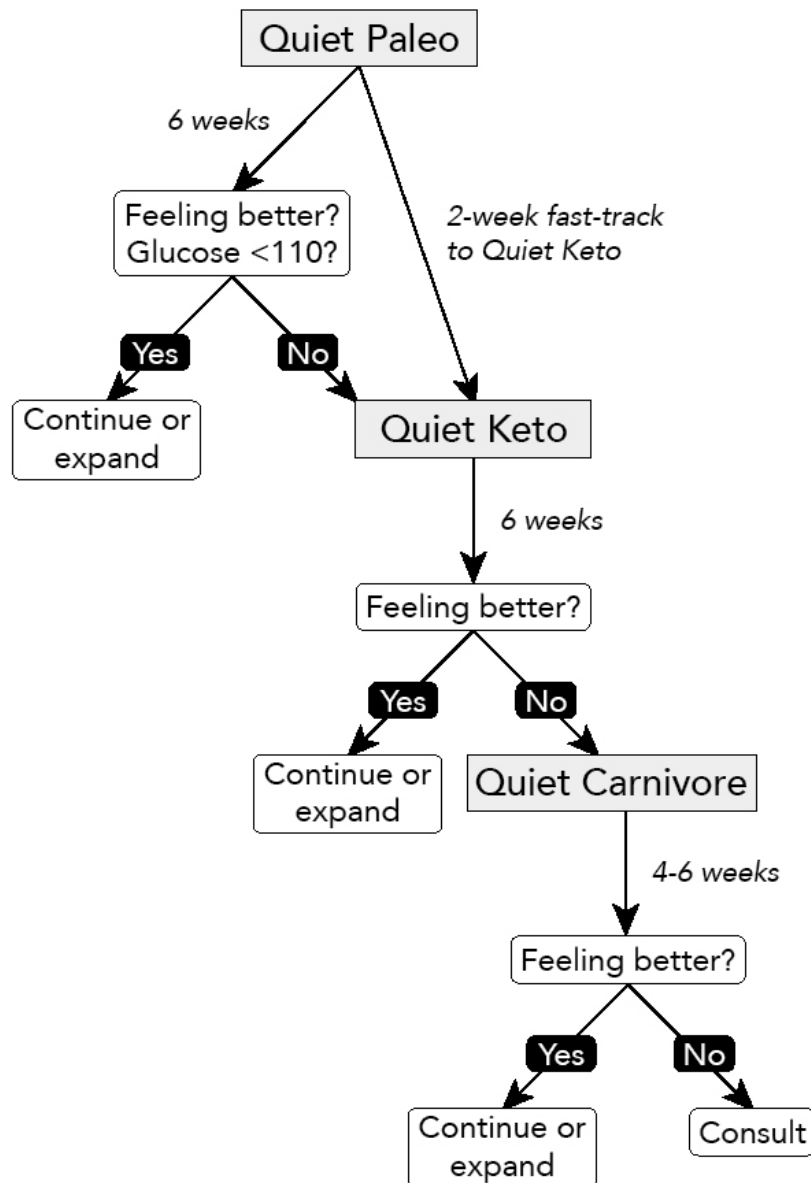 Quiet Paleo
6 weeks
2-week fast-track
to Quiet Keto
Feeling better?
Glucose <110?
Yes
No
Continue or
expand
Quiet Keto
6 weeks
Feeling better?
Yes
No
Continue or
expand
Quiet Carnivore
4-6 weeks
Feeling better?
Yes
No
Continue or
expand
Consult